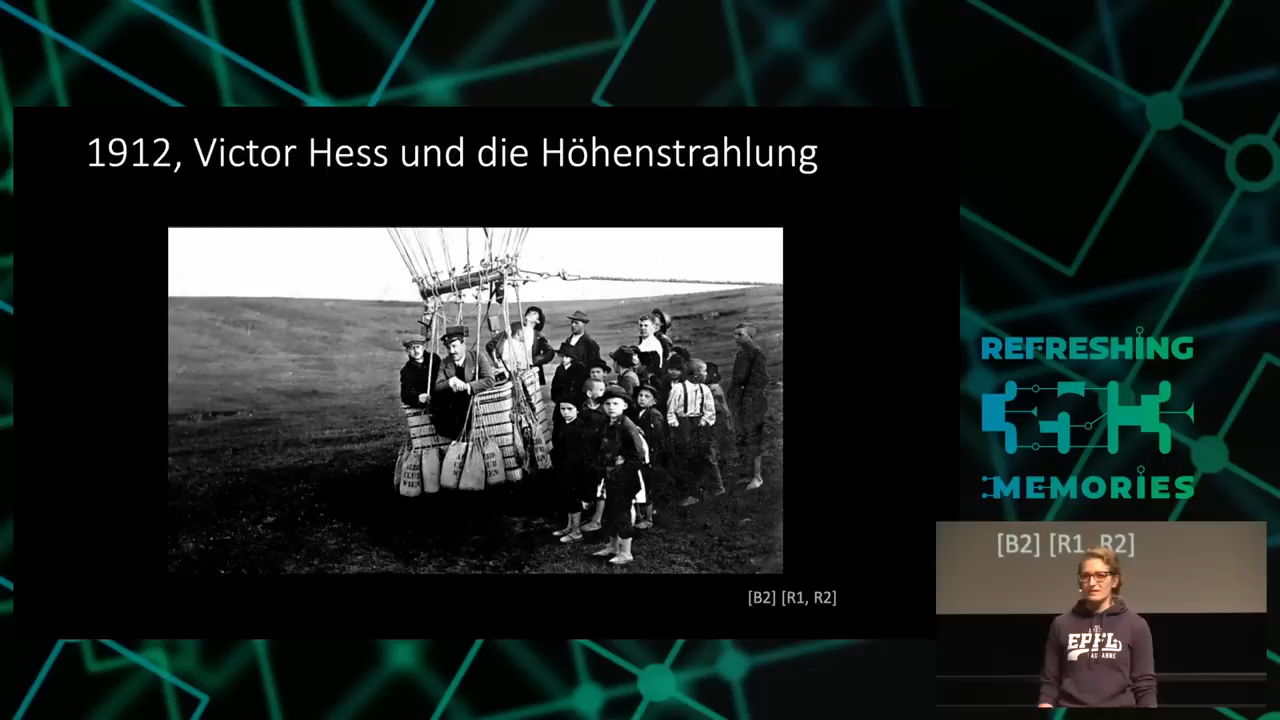 1912, Victor Hess und die Höhenstrahlung
[B2] [R1, R2]
REFRESHING
MEMORIES
[B2] [R1, R2]
EPFL